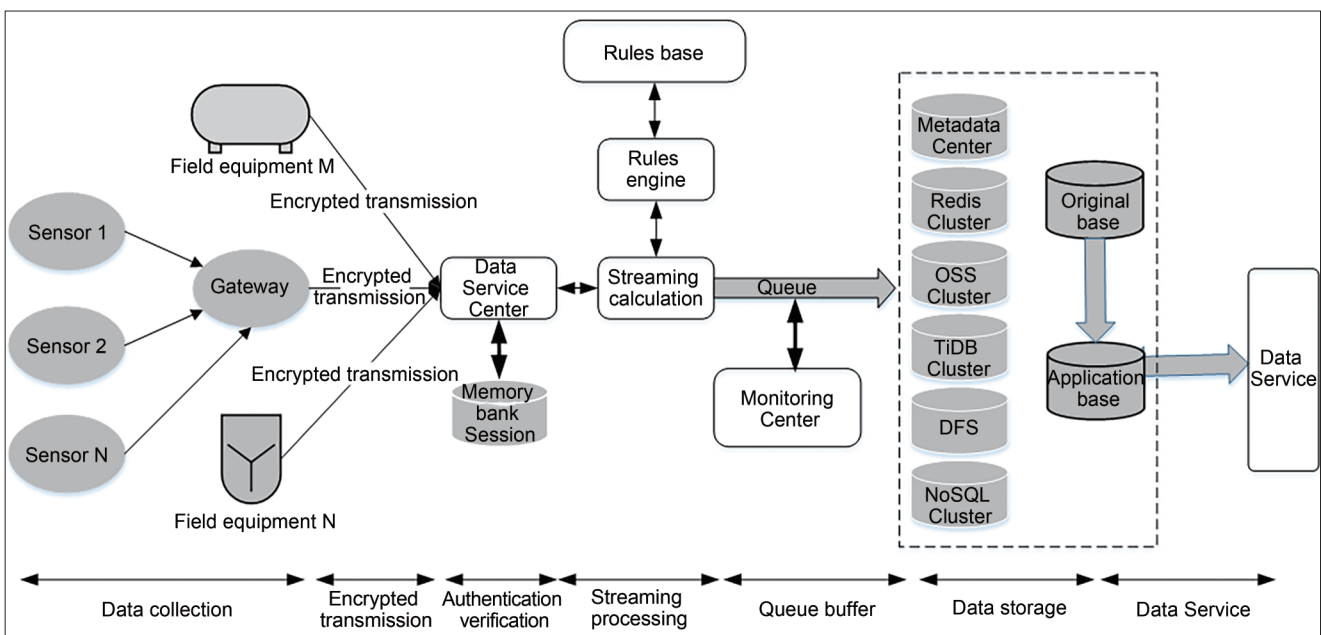 Rules base
Field equipment M
Rules
engine
Metadata
Center
Encrypted transmission
Redis
Cluster
Original
base
Sensor 1
Gateway
Encrypted
transmission
Data
Service
Center
Streaming
calculation
Queue
OSS
Cluster
Sensor 2
Encrypted transmission
TiDB
Cluster
Application
base
Data
Service
Memory
bank
Session
Monitoring
Center
Sensor N
DFS
Field equipment N
NoSQL
Cluster
Data collection
Encrypted
transmission
Authentication
verification
Streaming
processing
Queue buffer
Data storage
Data Service